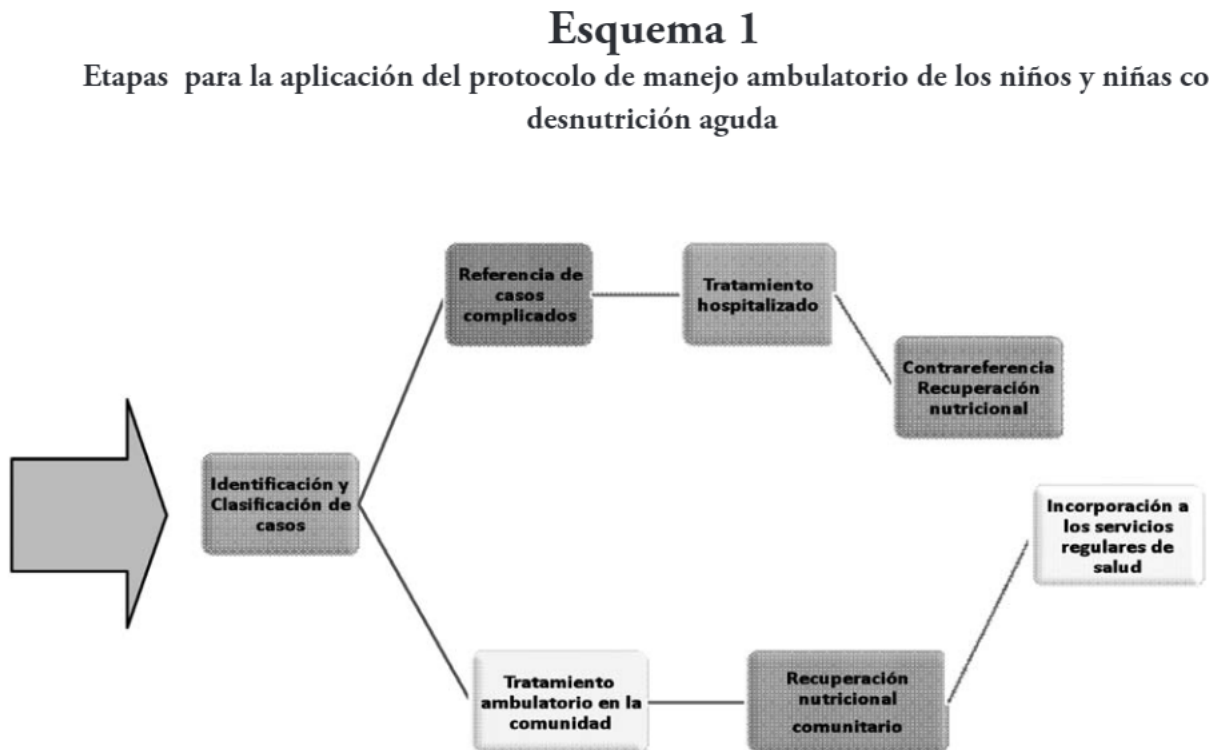 Esquema 1
Etapas para la aplicación del protocolo de manejo ambulatorio de los niños y niñas co
desnutrición aguda
Referencia de
casos
complicados
Tratamiento
hospitalizado
Contrareferencia
Recuperación
nutricional
Identificación y
Clasificación de
casos
Incorporación a
los servicios
regulares de
salud
Tratamiento
ambulatorio en la
comunidad
Recuperación
nutricional
comunitario